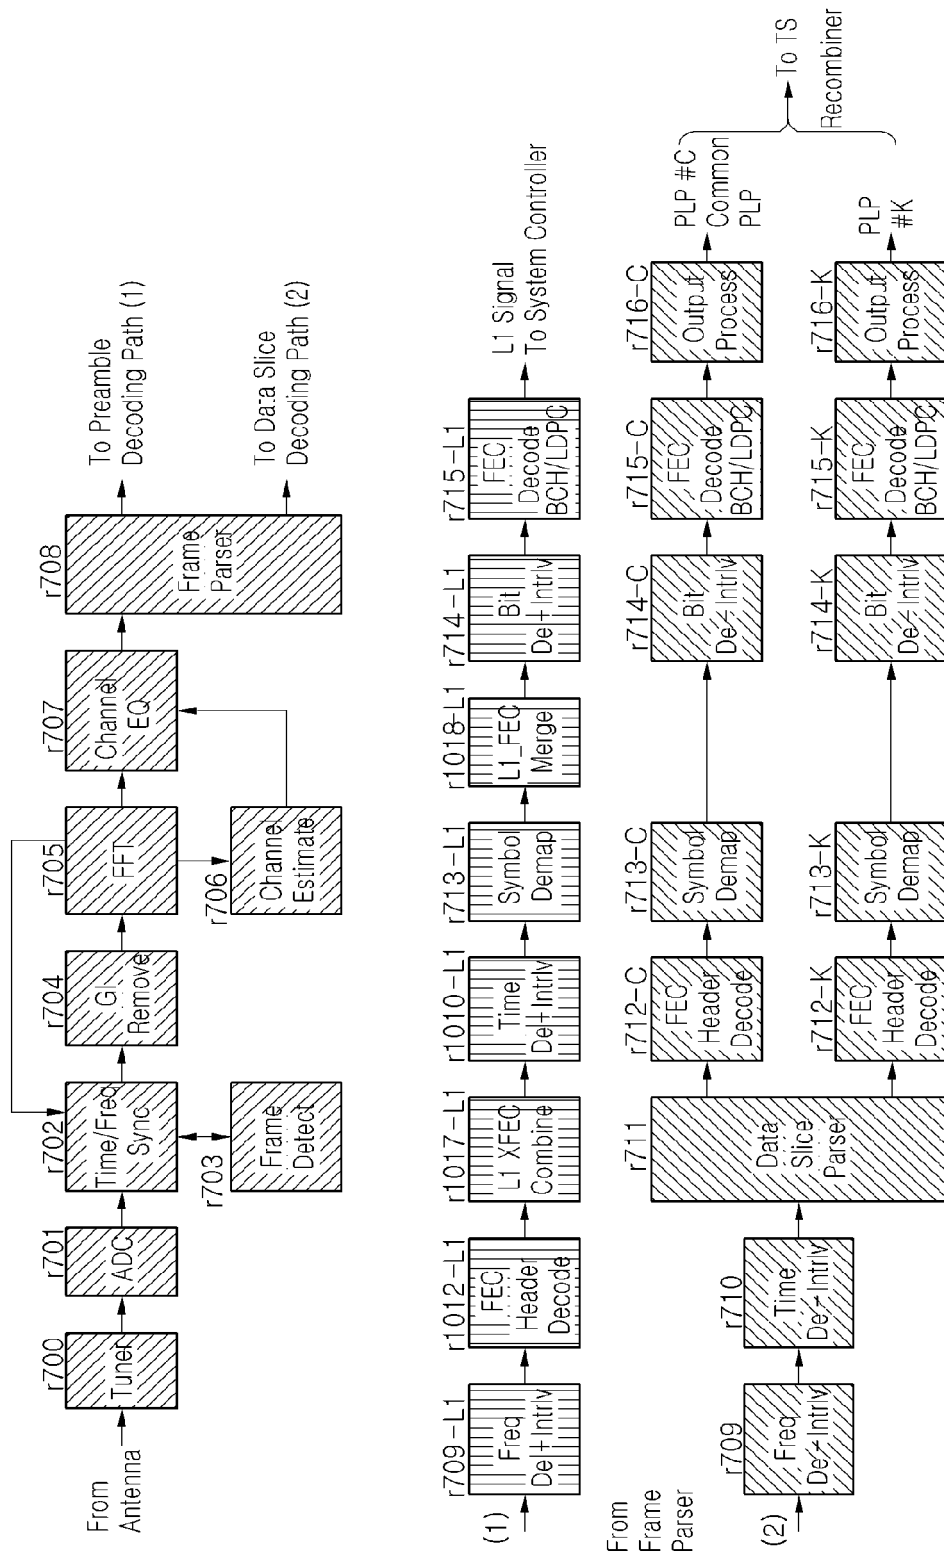 From
Antenna
r700
Tuner
r701
ADC
r702
Time/Freq
Sync
r703
Frame
Detect
r704
GI
Remove
r705
FFT
r706
Channel
Estimate
r707
Channel
EQ
r708
Frame
Parser
To Preamble
Decoding Path (1)
To Data Slice
Decoding Path (2)
(1)
r709-L1
Freq
De-Intrlv
r1012-L1
FEC
Header
Decode
r1017-L1
L1 XFEC
Combine
r1010-L1
Time
De-Intrlv
r713-L1
Symbol
Demap
r1018-L1
L1_FEC
Merge
r714-L1
Bit
De-Intrlv
r715-L1
FEC
Decode
BCH/LDPC
L1 Signal
To System Controller
From
Frame
Parser
(2)
r709
Freq
De-Intrlv
r710
Time
De-Intrlv
r711
Data
Slice
Parser
r712-C
FEC
Header
Decode
r713-C
Symbol
Demap
r714-C
Bit
De-Intrlv
r715-C
FEC
Decode
BCH/LDPC
r716-C
Output
Process
PLP #C
Common
PLP
r712-K
FEC
Header
Decode
r713-K
Symbol
Demap
r714-K
Bit
De-Intrlv
r715-K
FEC
Decode
BCH/LDPC
r716-K
Output
Process
PLP
#K
To TS
Recombiner